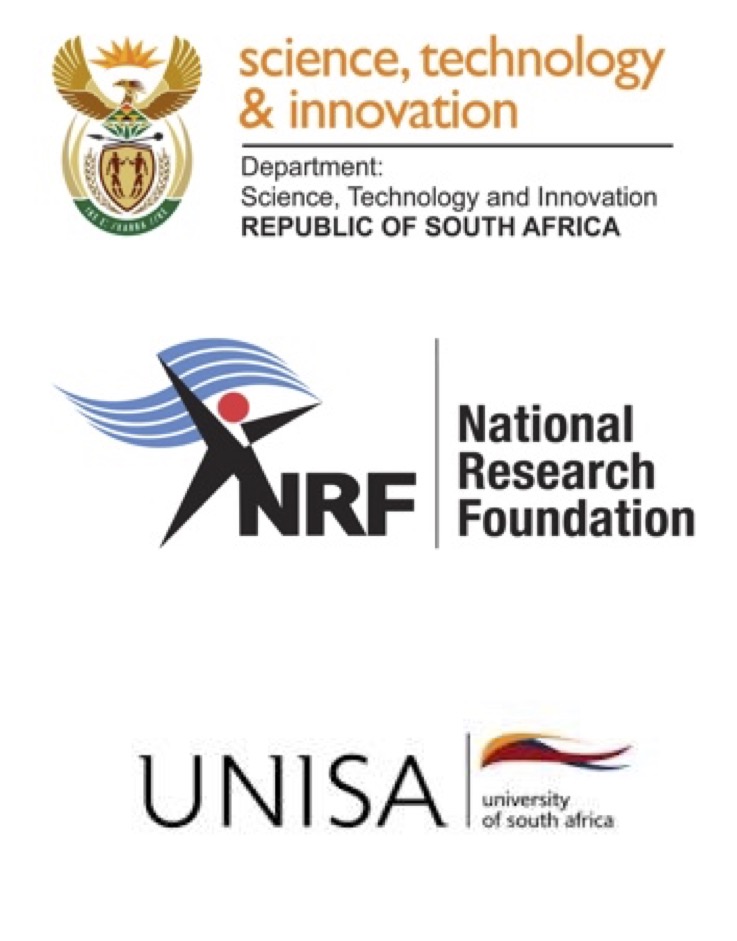 science, technology
& innovation
Department:
Science, Technology and Innovation
REPUBLIC OF SOUTH AFRICA
NRF
National
Research
Foundation
UNISA
university
of south africa